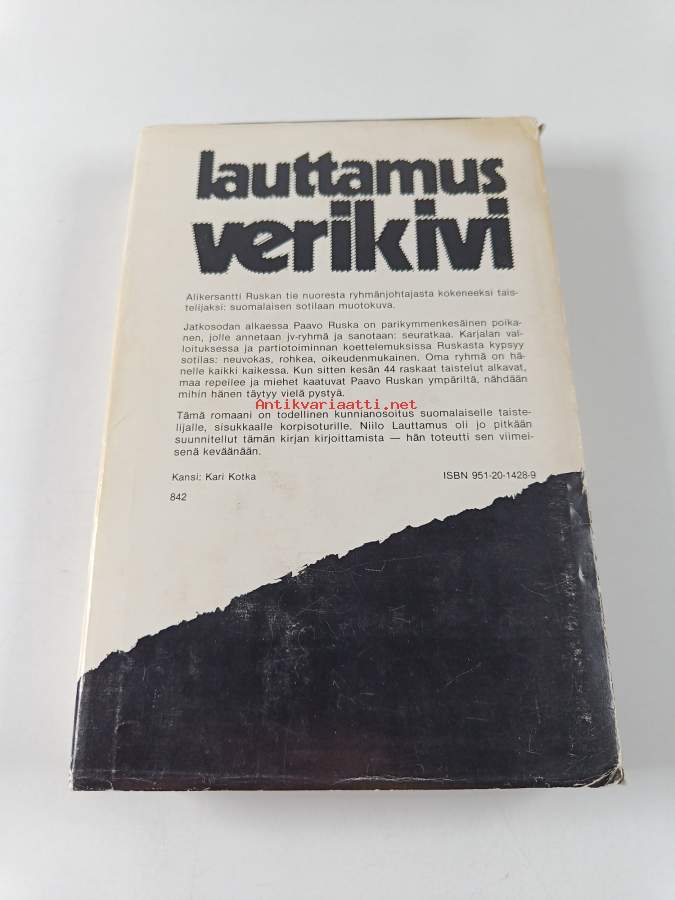 lauttamus
verikivi
Alikersantti Ruskan tie nuoresta ryhmänjohtajasta kokeneeksi tais-
telijaksi: suomalaisen sotilaan muotokuva.
Jatkosodan alkaessa Paavo Ruska on parikymmenkesäinen poika-
nen, jolle annetaan jv-ryhmä ja sanotaan: seuratkaa. Karjalan val-
loituksessa ja partiotoiminnan koettelemuksissa Ruskasta kypsyy
sotilas: neuvokas, rohkea, oikeudenmukainen. Oma ryhmä on hä-
nelle kaikki kaikessa. Kun sitten kesän 44 raskaat taistelut alkavat,
maa repeilee ja miehet kaatuvat Paavo Ruskan ympäriltä, nähdään
mihin hänen täytyy vielä pystyä.
Antikvariaatti.net
Tämä romaani on todellinen kunnianosoitus suomalaiselle taiste-
lijalle, sisukkaalle korpisoturille. Niilo Lauttamus oli jo pitkään
suunnitellut tämän kirjan kirjoittamista — hän toteutti sen viimei-
senä keväänään.
Kansi: Kari Kotka ISBN 951-20-1428-9
842